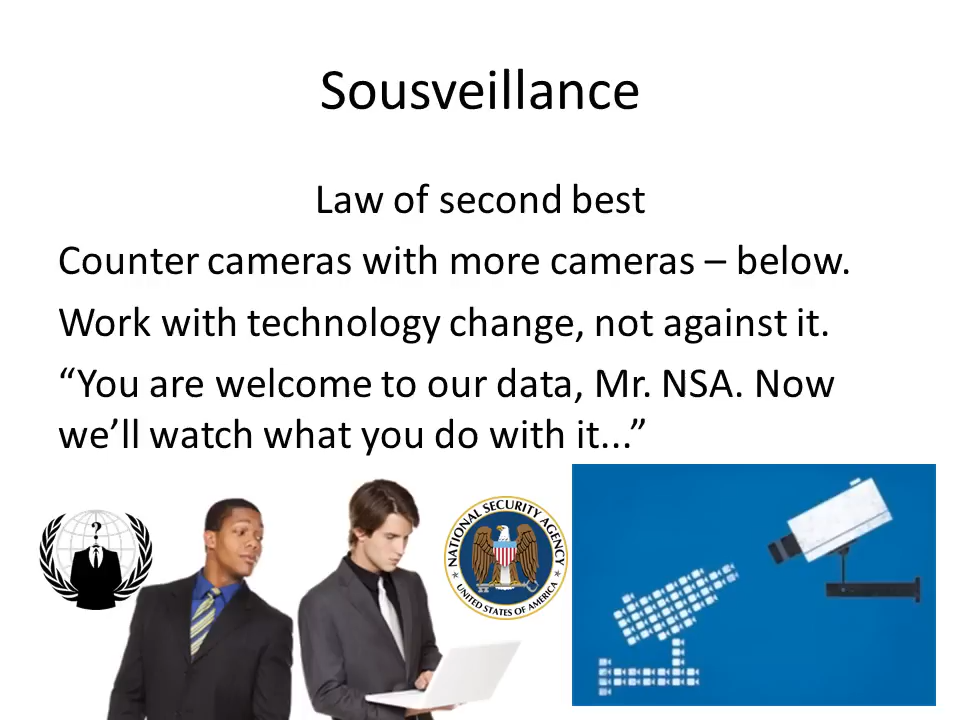 Sousveillance
Law of second best
Counter cameras with more cameras – below.
Work with technology change, not against it.
“You are welcome to our data, Mr. NSA. Now
we’ll watch what you do with it...”
?
NATIONAL SECURITY AGENCY
UNITED STATES OF AMERICA